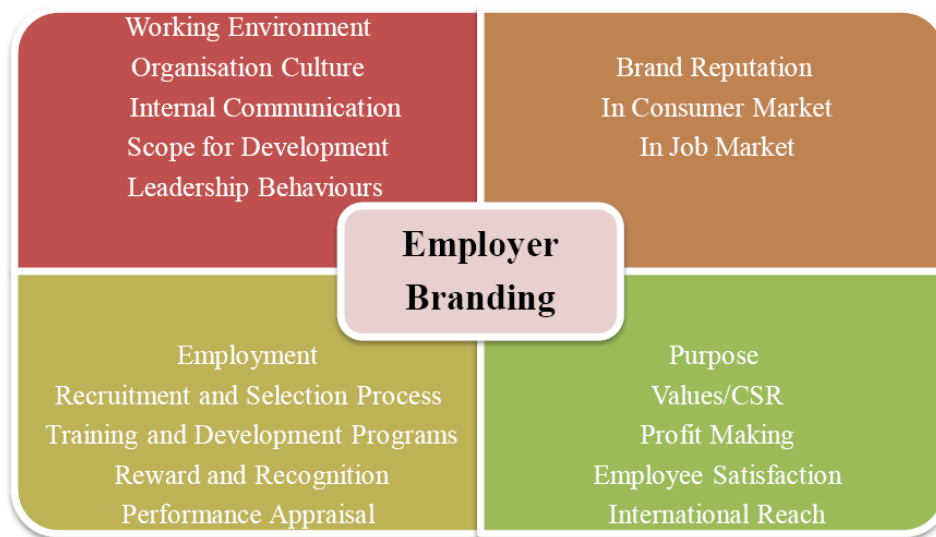 Working Environment
Organisation Culture
Internal Communication
Scope for Development
Leadership Behaviours
Brand Reputation
In Consumer Market
In Job Market
Employer
Branding
Employment
Recruitment and Selection Process
Training and Development Programs
Reward and Recognition
Performance Appraisal
Purpose
Values/CSR
Profit Making
Employee Satisfaction
International Reach